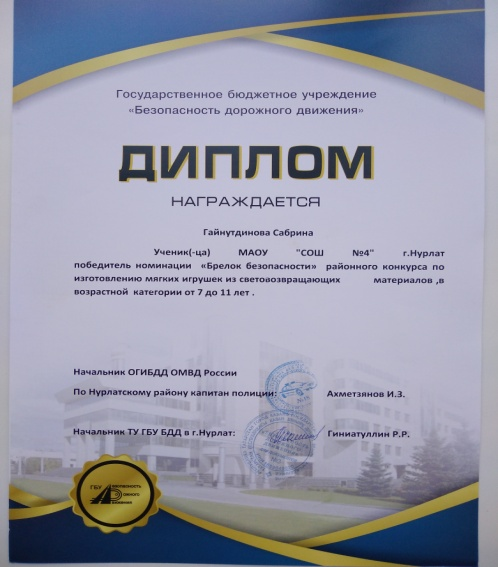 Государственное бюджетное учреждение
«Безопасность дорожного движения»
ДИПЛОМ
НАГРАЖДАЕТСЯ
Гайнутдинова Сабрина
Ученик(-ца) МАОУ "СОШ №4" г.Нурлат
победитель номинации «Брелок безопасности» районного конкурса по
изготовлению мягких игрушек из световозвращающих материалов ,в
возрастной категории от 7 до 11 лет .
Начальник ОГИБДД ОМВД России
По Нурлатскому району капитан полиции: Ахметзянов И.З.
Начальник ТУ ГБУ БДД в г.Нурлат: Гиниатуллин Р.Р.
ГБУ